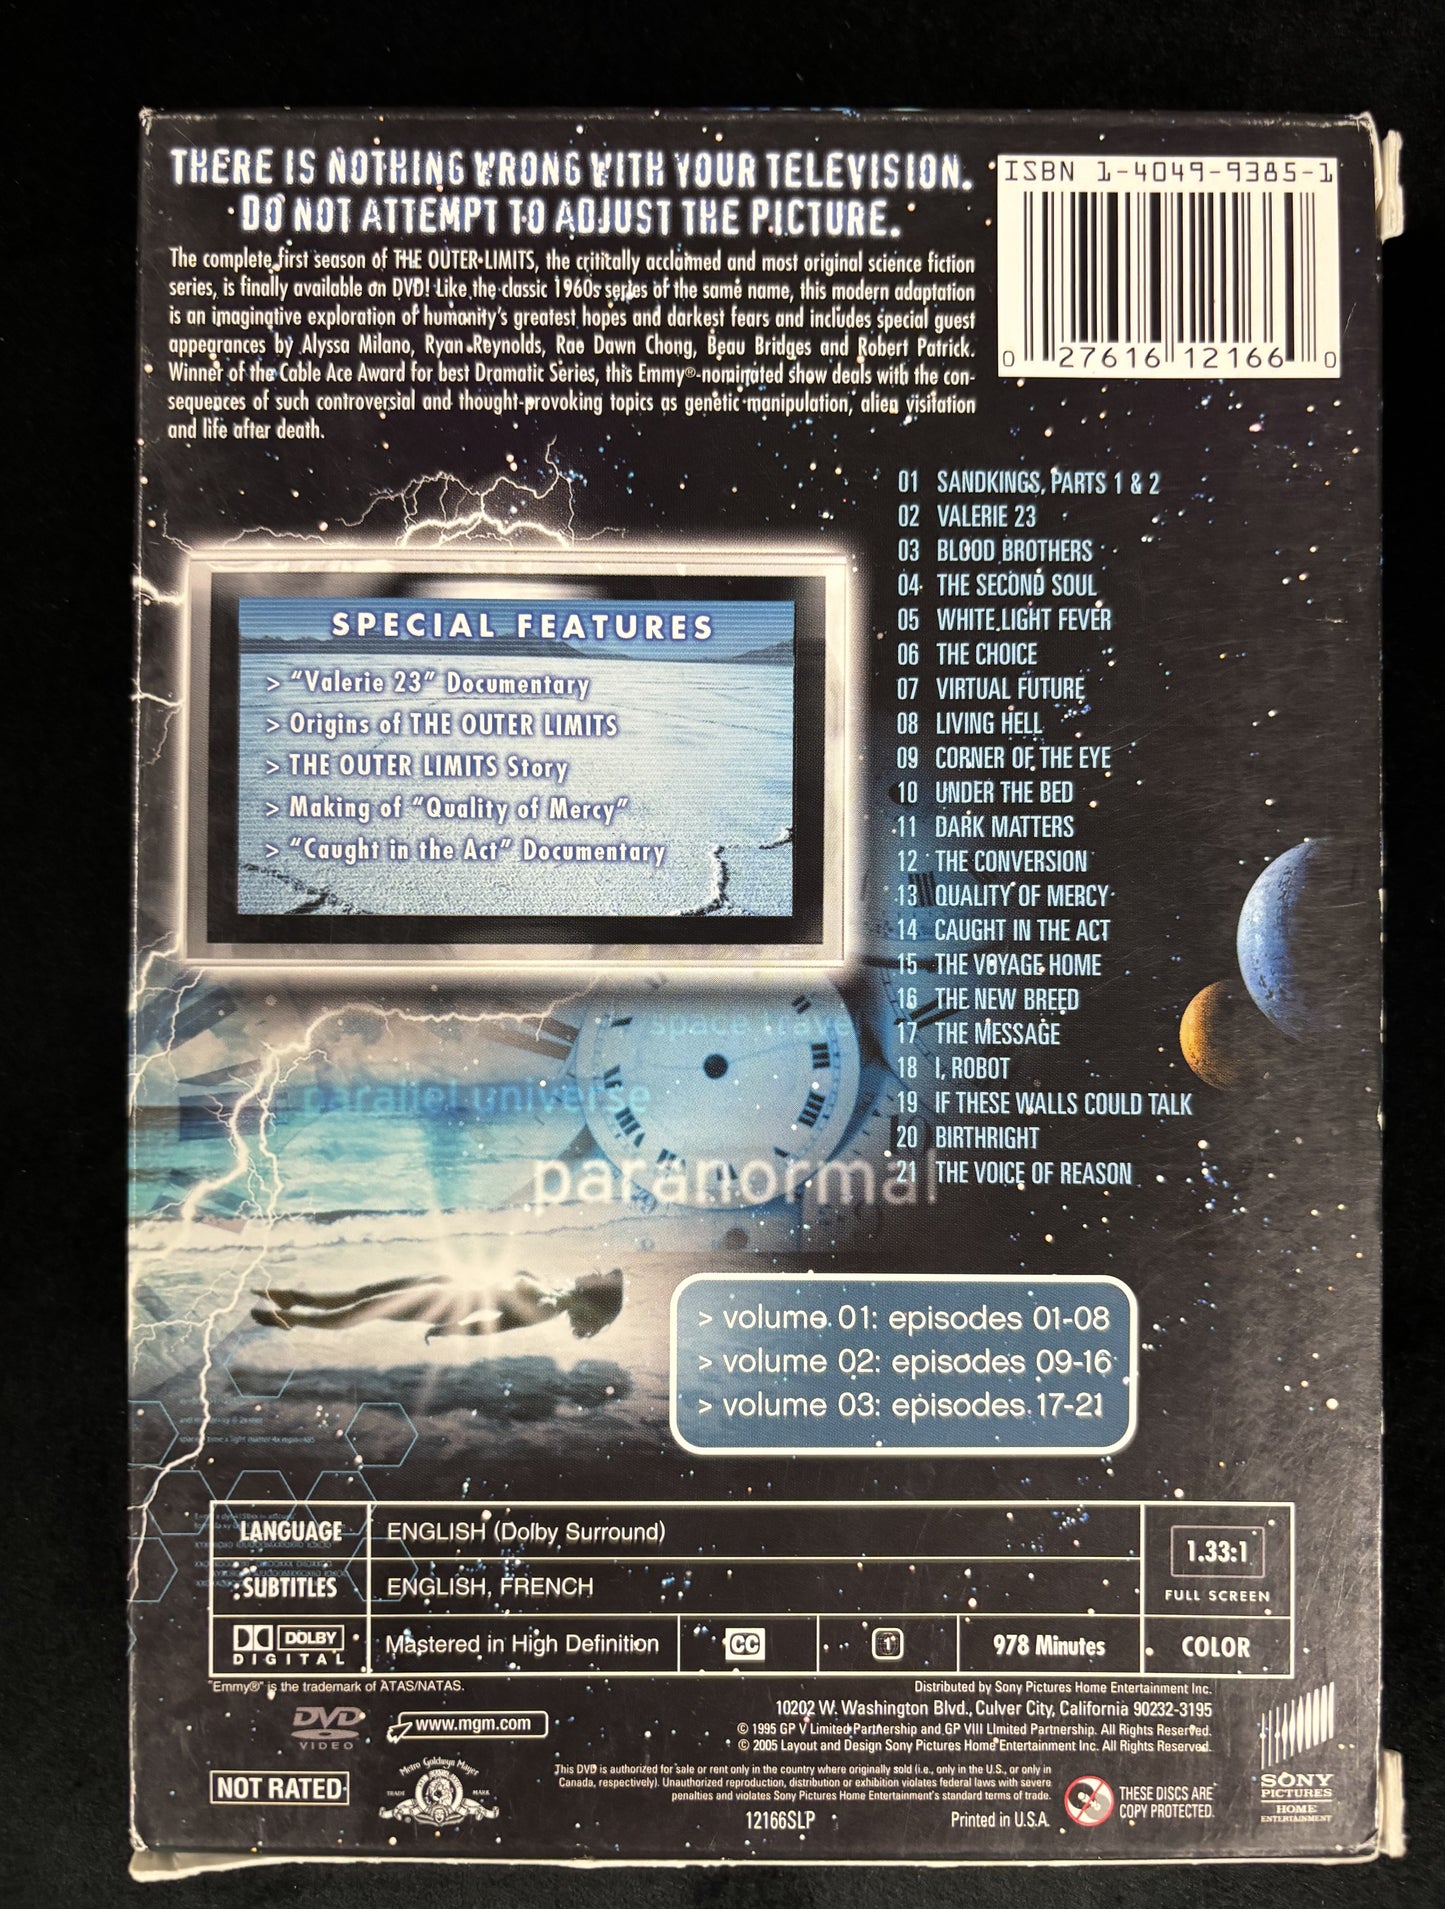 THERE IS NOTHING WRONG WITH YOUR TELEVISION.
DO NOT ATTEMPT TO ADJUST THE PICTURE.
The complete first season of THE OUTER LIMITS, the critically acclaimed and most original science fiction
series, is finally available on DVD! Like the classic 1960s series of the same name, this modern adaptation
is an imaginative exploration of humanity's greatest hopes and darkest fears and includes special guest
appearances by Alyssa Milano, Ryan Reynolds, Rae Dawn Chong, Beau Bridges and Robert Patrick.
Winner of the Cable Ace Award for best Dramatic Series, this Emmy®-nominated show deals with the con-
sequences of such controversial and thought-provoking topics as genetic manipulation, alien visitation
and life after death.
ISBN 1-4049-9385-1
0 27616 12166 0
SPECIAL FEATURES
> "Valerie 23" Documentary
> Origins of THE OUTER LIMITS
> THE OUTER LIMITS Story
> Making of "Quality of Mercy"
> "Caught in the Act" Documentary
01 SANDKINGS, PARTS 1 & 2
02 VALERIE 23
03 BLOOD BROTHERS
04 THE SECOND SOUL
05 WHITE LIGHT FEVER
06 THE CHOICE
07 VIRTUAL FUTURE
08 LIVING HELL
09 CORNER OF THE EYE
10 UNDER THE BED
11 DARK MATTERS
12 THE CONVERSION
13 QUALITY OF MERCY
14 CAUGHT IN THE ACT
15 THE VOYAGE HOME
16 THE NEW BREED
17 THE MESSAGE
18 I, ROBOT
19 IF THESE WALLS COULD TALK
20 BIRTHRIGHT
21 THE VOICE OF REASON
space travel
parallel universe
paranormal
> volume 01: episodes 01-08
> volume 02: episodes 09-16
> volume 03: episodes 17-21
LANGUAGE ENGLISH (Dolby Surround)
SUBTITLES ENGLISH, FRENCH
1.33:1
FULL SCREEN
DOLBY
DIGITAL
Mastered in High Definition
CC
1
978 Minutes
COLOR
"Emmy®" is the trademark of ATAS/NATAS.
DVD
VIDEO
www.mgm.com
NOT RATED
Metro Goldwyn Mayer
TRADE MARK
Distributed by Sony Pictures Home Entertainment Inc.
10202 W. Washington Blvd., Culver City, California 90232-3195
© 1995 GP V Limited Partnership and GP VIII Limited Partnership. All Rights Reserved.
© 2005 Layout and Design Sony Pictures Home Entertainment Inc. All Rights Reserved.
This DVD is authorized for sale or rent only in the country where originally sold (i.e., only in the U.S., or only in
Canada, respectively). Unauthorized reproduction, distribution or exhibition violates federal laws with severe
penalties and violates Sony Pictures Home Entertainment's standard terms of trade.
12166SLP
Printed in U.S.A.
THESE DISCS ARE
COPY PROTECTED.
SONY
PICTURES
HOME
ENTERTAINMENT